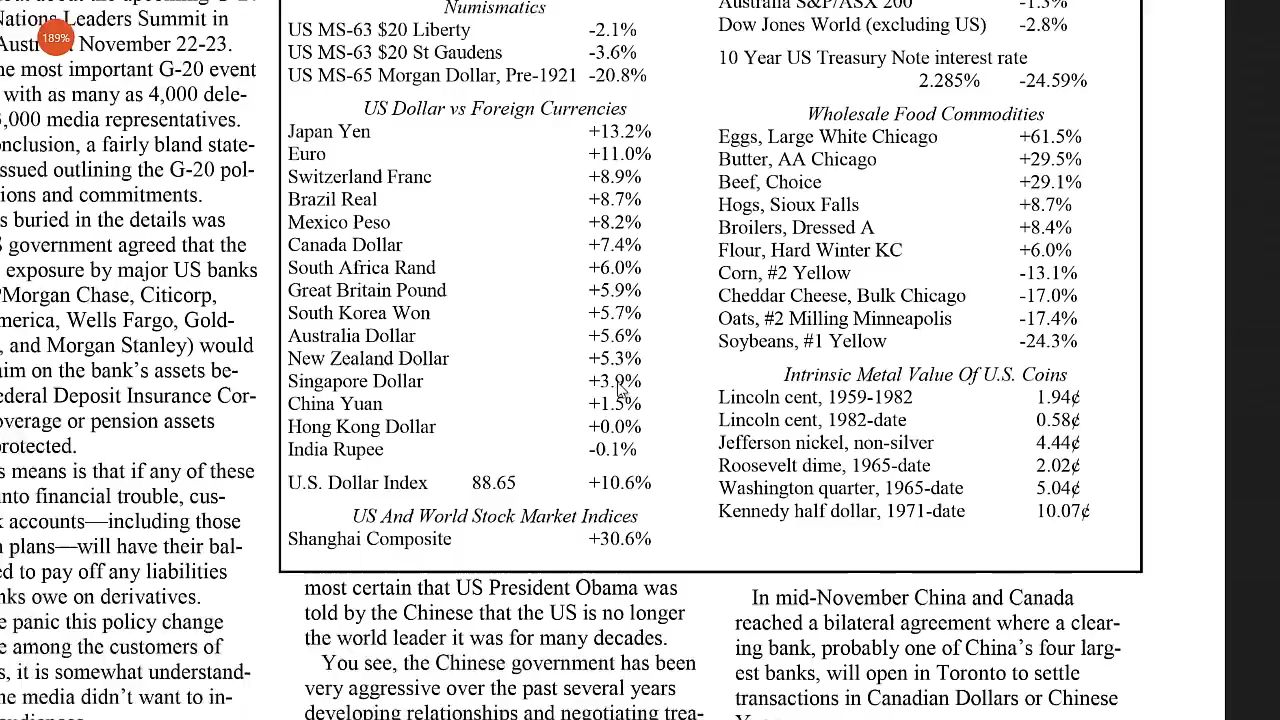 Nations Leaders Summit in
November 22-23.
he most important G-20 event
with as many as 4,000 dele-
3,000 media representatives.
onclusion, a fairly bland state-
issued outlining the G-20 pol-
ions and commitments.
s buried in the details was
S government agreed that the
exposure by major US banks
PMorgan Chase, Citicorp,
merica, Wells Fargo, Gold-
, and Morgan Stanley) would
aim on the bank's assets be-
ederal Deposit Insurance Cor-
overage or pension assets
protected.
s means is that if any of these
into financial trouble, cus-
k accounts—including those
n plans—will have their bal-
ed to pay off any liabilities
nks owe on derivatives.
e panic this policy change
e among the customers of
s, it is somewhat understand-
he media didn't want to in-
189%
Numismatics
US MS-63 $20 Liberty -2.1%
US MS-63 $20 St Gaudens -3.6%
US MS-65 Morgan Dollar, Pre-1921 -20.8%
US Dollar vs Foreign Currencies
Japan Yen +13.2%
Euro +11.0%
Switzerland Franc +8.9%
Brazil Real +8.7%
Mexico Peso +8.2%
Canada Dollar +7.4%
South Africa Rand +6.0%
Great Britain Pound +5.9%
South Korea Won +5.7%
Australia Dollar +5.6%
New Zealand Dollar +5.3%
Singapore Dollar +3.9%
China Yuan +1.5%
Hong Kong Dollar +0.0%
India Rupee -0.1%
U.S. Dollar Index 88.65 +10.6%
US And World Stock Market Indices
Shanghai Composite +30.6%
Australia S&P/ASX 200 -1.3%
Dow Jones World (excluding US) -2.8%
10 Year US Treasury Note interest rate
2.285% -24.59%
Wholesale Food Commodities
Eggs, Large White Chicago +61.5%
Butter, AA Chicago +29.5%
Beef, Choice +29.1%
Hogs, Sioux Falls +8.7%
Broilers, Dressed A +8.4%
Flour, Hard Winter KC +6.0%
Corn, #2 Yellow -13.1%
Cheddar Cheese, Bulk Chicago -17.0%
Oats, #2 Milling Minneapolis -17.4%
Soybeans, #1 Yellow -24.3%
Intrinsic Metal Value Of U.S. Coins
Lincoln cent, 1959-1982 1.94¢
Lincoln cent, 1982-date 0.58¢
Jefferson nickel, non-silver 4.44¢
Roosevelt dime, 1965-date 2.02¢
Washington quarter, 1965-date 5.04¢
Kennedy half dollar, 1971-date 10.07¢
most certain that US President Obama was
told by the Chinese that the US is no longer
the world leader it was for many decades.
You see, the Chinese government has been
very aggressive over the past several years
developing relationships and negotiating trea-
In mid-November China and Canada
reached a bilateral agreement where a clear-
ing bank, probably one of China's four larg-
est banks, will open in Toronto to settle
transactions in Canadian Dollars or Chinese